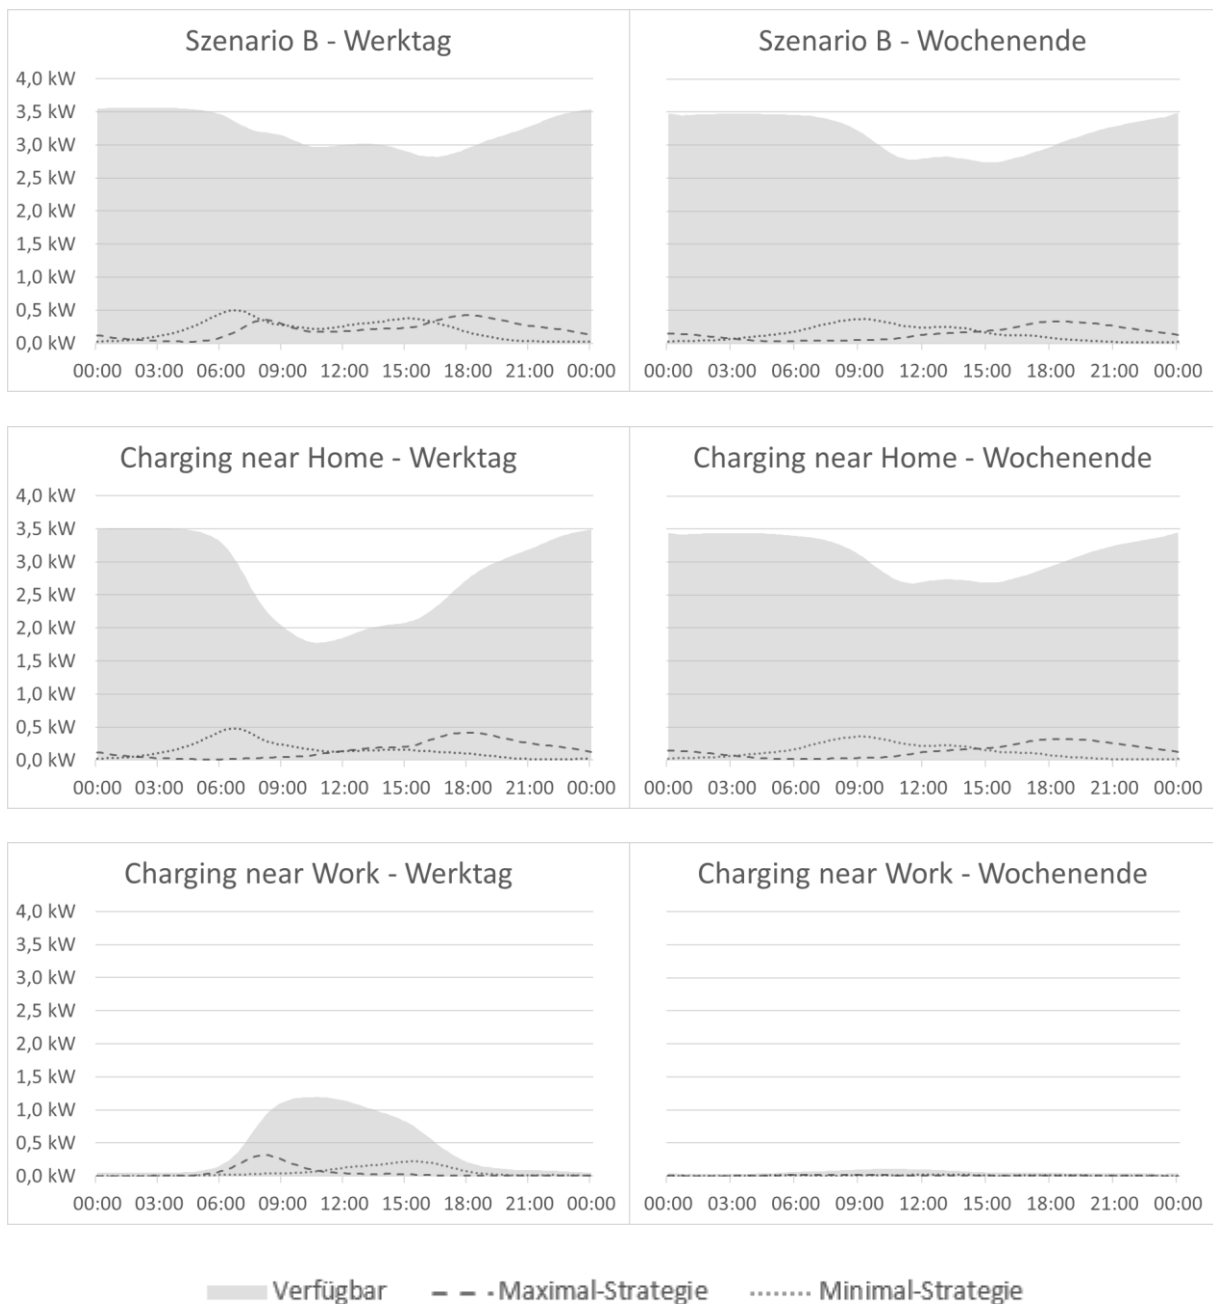 Szenario B - Werktag
4,0 kW
3,5 kW
3,0 kW
2,5 kW
2,0 kW
1,5 kW
1,0 kW
0,5 kW
0,0 kW
00:00 03:00 06:00 09:00 12:00 15:00 18:00 21:00 00:00
Szenario B - Wochenende
00:00 03:00 06:00 09:00 12:00 15:00 18:00 21:00 00:00
Charging near Home - Werktag
4,0 kW
3,5 kW
3,0 kW
2,5 kW
2,0 kW
1,5 kW
1,0 kW
0,5 kW
0,0 kW
00:00 03:00 06:00 09:00 12:00 15:00 18:00 21:00 00:00
Charging near Home - Wochenende
00:00 03:00 06:00 09:00 12:00 15:00 18:00 21:00 00:00
Charging near Work - Werktag
4,0 kW
3,5 kW
3,0 kW
2,5 kW
2,0 kW
1,5 kW
1,0 kW
0,5 kW
0,0 kW
00:00 03:00 06:00 09:00 12:00 15:00 18:00 21:00 00:00
Charging near Work - Wochenende
00:00 03:00 06:00 09:00 12:00 15:00 18:00 21:00 00:00
Verfügbar Maximal-Strategie Minimal-Strategie